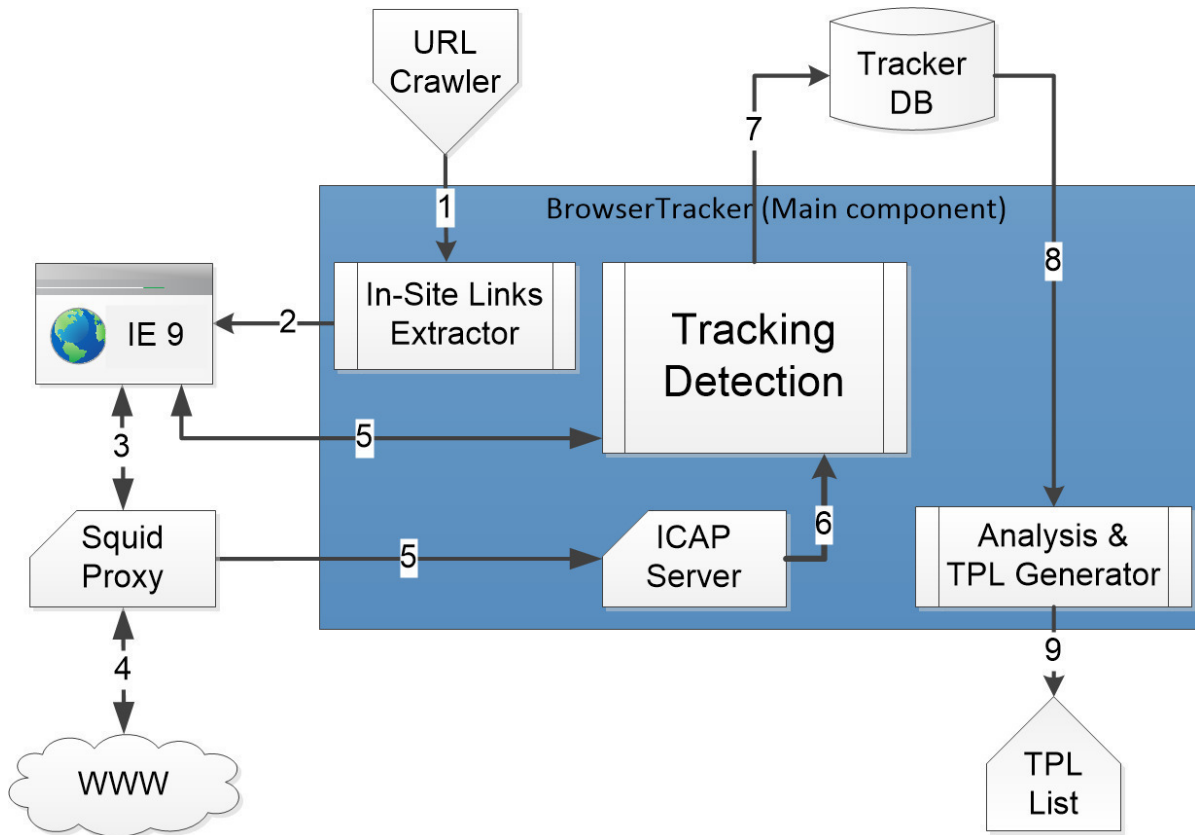 URL
Crawler
Tracker
DB
7
1
BrowserTracker (Main component)
8
In-Site Links
Extractor
2
IE 9
Tracking
Detection
5
3
Squid
Proxy
5
ICAP
Server
6
Analysis &
TPL Generator
4
9
WWW
TPL
List